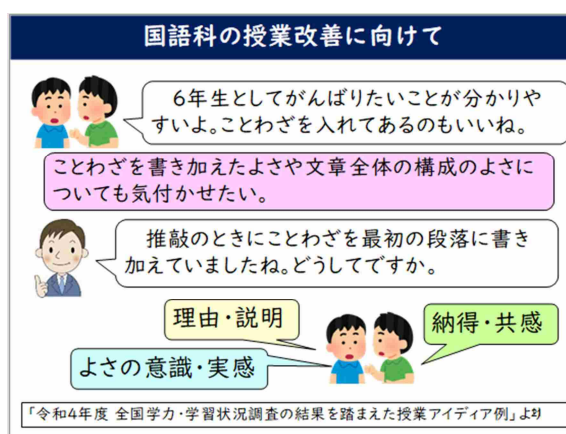 国語科の授業改善に向けて
6年生としてがんばりたいことが分かりや
すいよ。ことわざを入れてあるのもいいね。
ことわざを書き加えたよさや文章全体の構成のよさに
ついても気付かせたい。
推敲のときにことわざを最初の段落に書き
加えていましたね。どうしてですか。
理由・説明
納得・共感
よさの意識・実感
「令和4年度 全国学力・学習状況調査の結果を踏まえた授業アイディア例」より